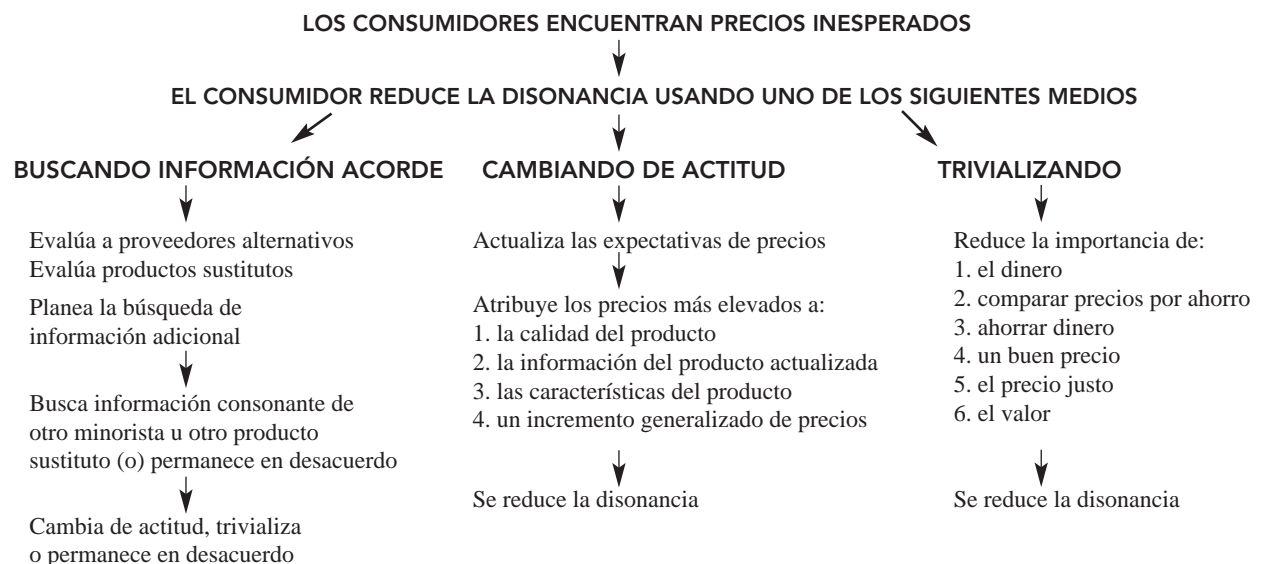 LOS CONSUMIDORES ENCUENTRAN PRECIOS INESPERADOS
EL CONSUMIDOR REDUCE LA DISONANCIA USANDO UNO DE LOS SIGUIENTES MEDIOS
BUSCANDO INFORMACIÓN ACORDE
Evalúa a proveedores alternativos
Evalúa productos sustitutos
Planea la búsqueda de
información adicional
Busca información consonante de
otro minorista u otro producto
sustituto (o) permanece en desacuerdo
Cambia de actitud, trivializa
o permanece en desacuerdo
CAMBIANDO DE ACTITUD
Actualiza las expectativas de precios
Atribuye los precios más elevados a:
1. la calidad del producto
2. la información del producto actualizada
3. las características del producto
4. un incremento generalizado de precios
Se reduce la disonancia
TRIVIALIZANDO
Reduce la importancia de:
1. el dinero
2. comparar precios por ahorro
3. ahorrar dinero
4. un buen precio
5. el precio justo
6. el valor
Se reduce la disonancia